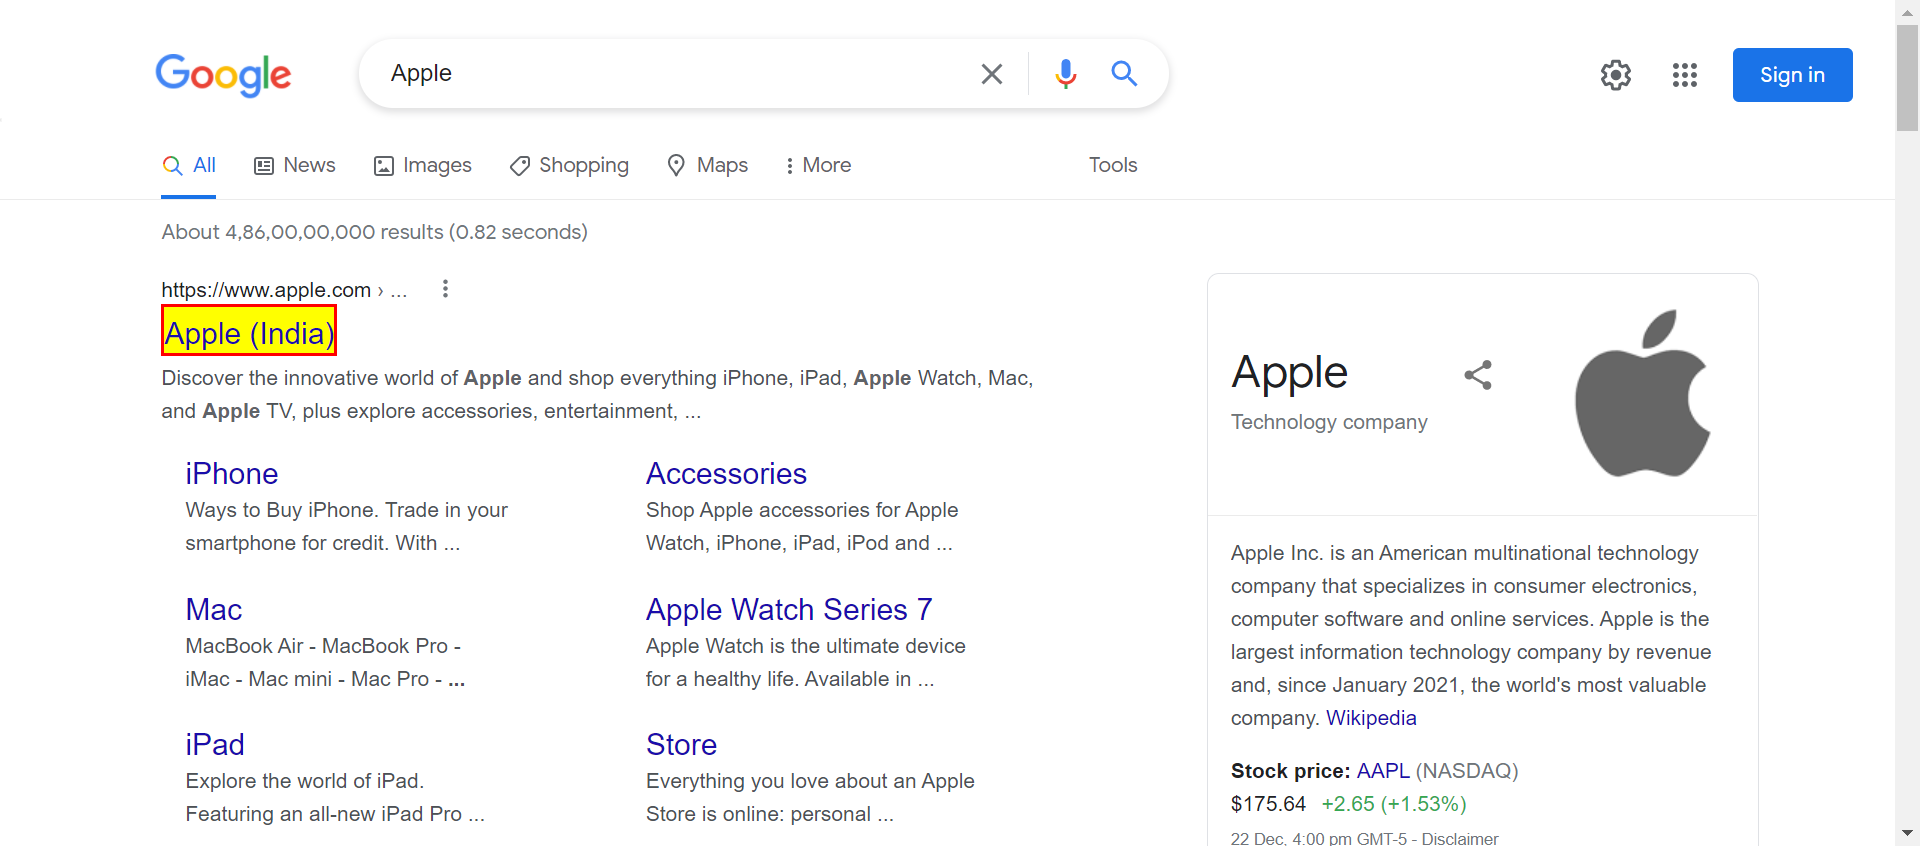 Google
Apple
Sign in
All
News
Images
Shopping
Maps
More
Tools
About 4,86,00,00,000 results (0.82 seconds)
https://www.apple.com › ...
Apple (India)
Discover the innovative world of Apple and shop everything iPhone, iPad, Apple Watch, Mac,
and Apple TV, plus explore accessories, entertainment, ...
iPhone
Ways to Buy iPhone. Trade in your
smartphone for credit. With ...
Accessories
Shop Apple accessories for Apple
Watch, iPhone, iPad, iPod and ...
Mac
MacBook Air - MacBook Pro -
iMac - Mac mini - Mac Pro - ...
Apple Watch Series 7
Apple Watch is the ultimate device
for a healthy life. Available in ...
iPad
Explore the world of iPad.
Featuring an all-new iPad Pro ...
Store
Everything you love about an Apple
Store is online: personal ...
Apple
Technology company
Apple Inc. is an American multinational technology
company that specializes in consumer electronics,
computer software and online services. Apple is the
largest information technology company by revenue
and, since January 2021, the world's most valuable
company. Wikipedia
Stock price: AAPL (NASDAQ)
$175.64 +2.65 (+1.53%)
22 Dec, 4:00 pm GMT-5 - Disclaimer